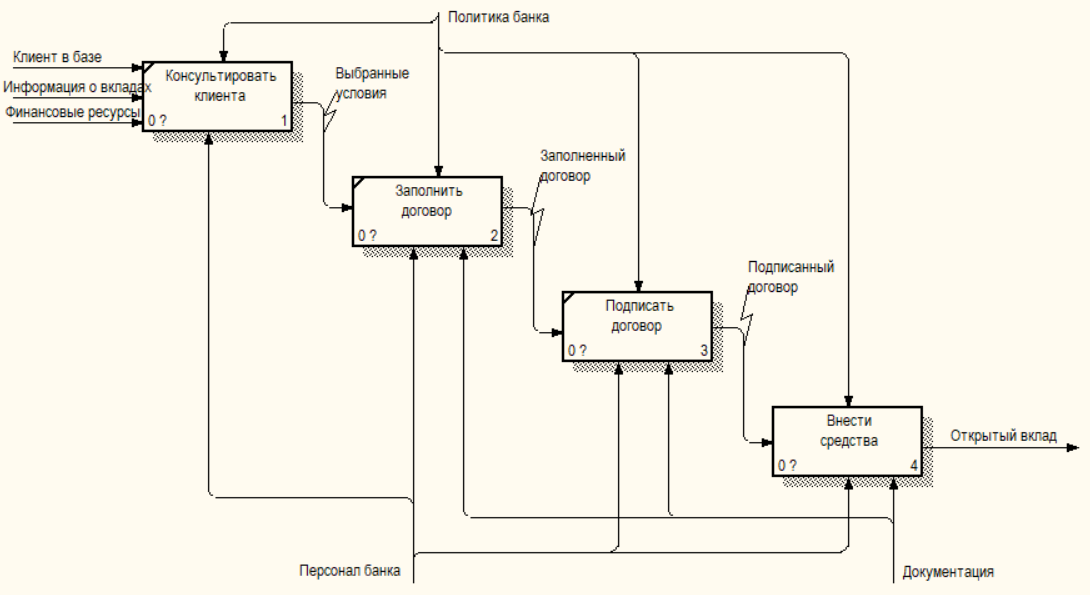 Политика банка
Клиент в базе
Информация о вкладах
Финансовые ресурсы
Консультировать
клиента
0 ?
1
Выбранные
условия
Заполнить
договор
0 ?
2
Заполненный
договор
Подписать
договор
0 ?
3
Подписанный
договор
Внести
средства
0 ?
4
Открытый вклад
Персонал банка
Документация